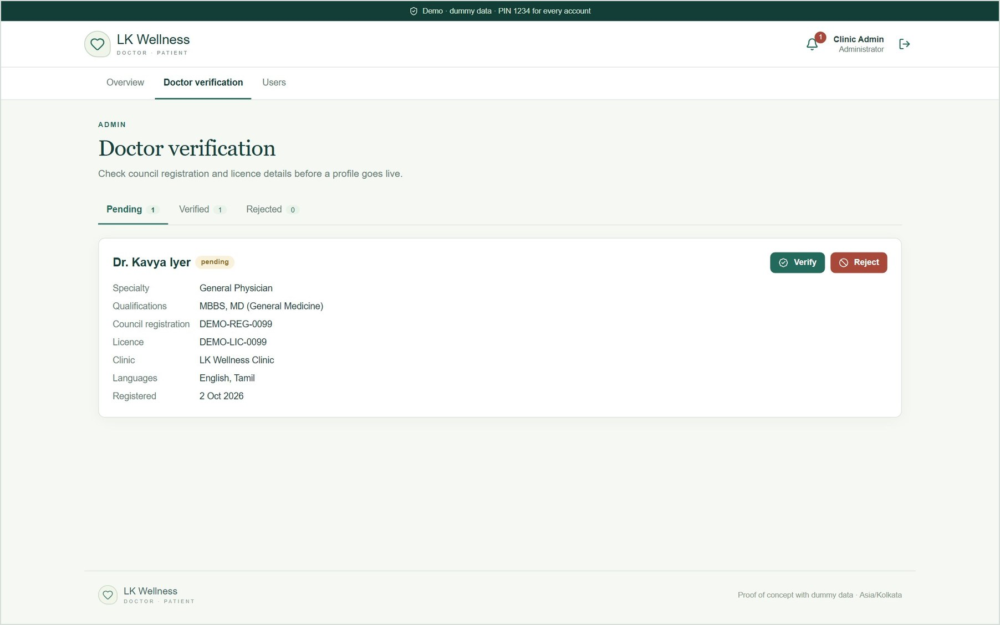 Demo · dummy data · PIN 1234 for every account
LK Wellness
DOCTOR · PATIENT
1
Clinic Admin
Administrator
Overview
Doctor verification
Users
ADMIN
Doctor verification
Check council registration and licence details before a profile goes live.
Pending 1
Verified 1
Rejected 0
Dr. Kavya Iyer pending
Verify
Reject
Specialty General Physician
Qualifications MBBS, MD (General Medicine)
Council registration DEMO-REG-0099
Licence DEMO-LIC-0099
Clinic LK Wellness Clinic
Languages English, Tamil
Registered 2 Oct 2026
LK Wellness
DOCTOR · PATIENT
Proof of concept with dummy data · Asia/Kolkata